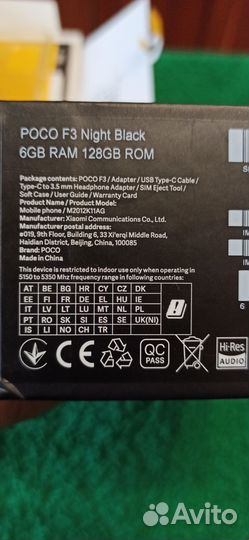 POCO F3 Night Black
6GB RAM 128GB ROM
Package contents: POCO F3 / Adapter / USB Type-C Cable /
Type-C to 3.5 mm Headphone Adapter / SIM Eject Tool /
Soft Case / User Guide / Warranty Card
Product Name / Product Model:
Mobile phone / M2012K11AG
Manufacturer: Xiaomi Communications Co., Ltd.
#019, 9th Floor, Building 6, 33 Xi'erqi Middle Road,
Haidian District, Beijing, China, 100085
Brand: POCO
Made in China
This device is restricted to indoor use only when operating in
5150 to 5350 Mhz frequency range in following countries:
AT BE BG HR CY CZ DK
EE FI FR DE EL HU IE
IT LV LT LU MT NL PL
PT RO SK SI ES SE UK(NI)
IS LI NO CH TR
QC
PASS
Hi-Res
AUDIO
Avito